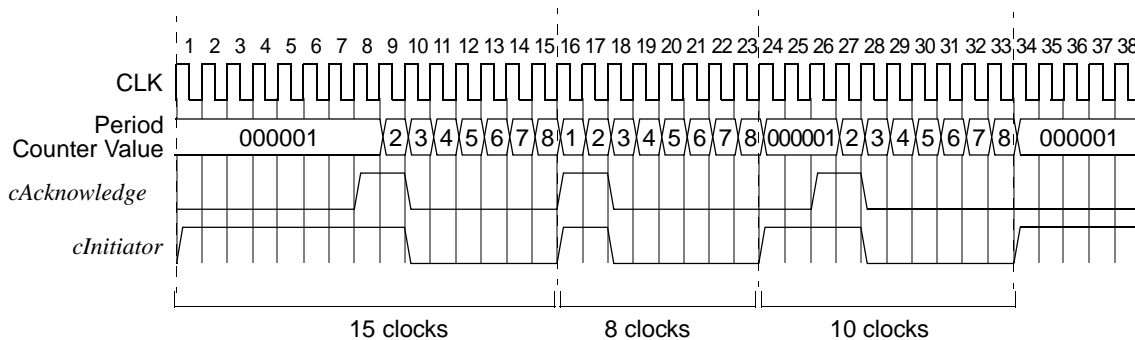 1 2 3 4 5 6 7 8 9 10 11 12 13 14 15 16 17 18 19 20 21 22 23 24 25 26 27 28 29 30 31 32 33 34 35 36 37 38
CLK
Period
Counter Value
000001 2 3 4 5 6 7 8 1 2 3 4 5 6 7 8 000001 2 3 4 5 6 7 8 000001
cAcknowledge
cInitiator
15 clocks 8 clocks 10 clocks